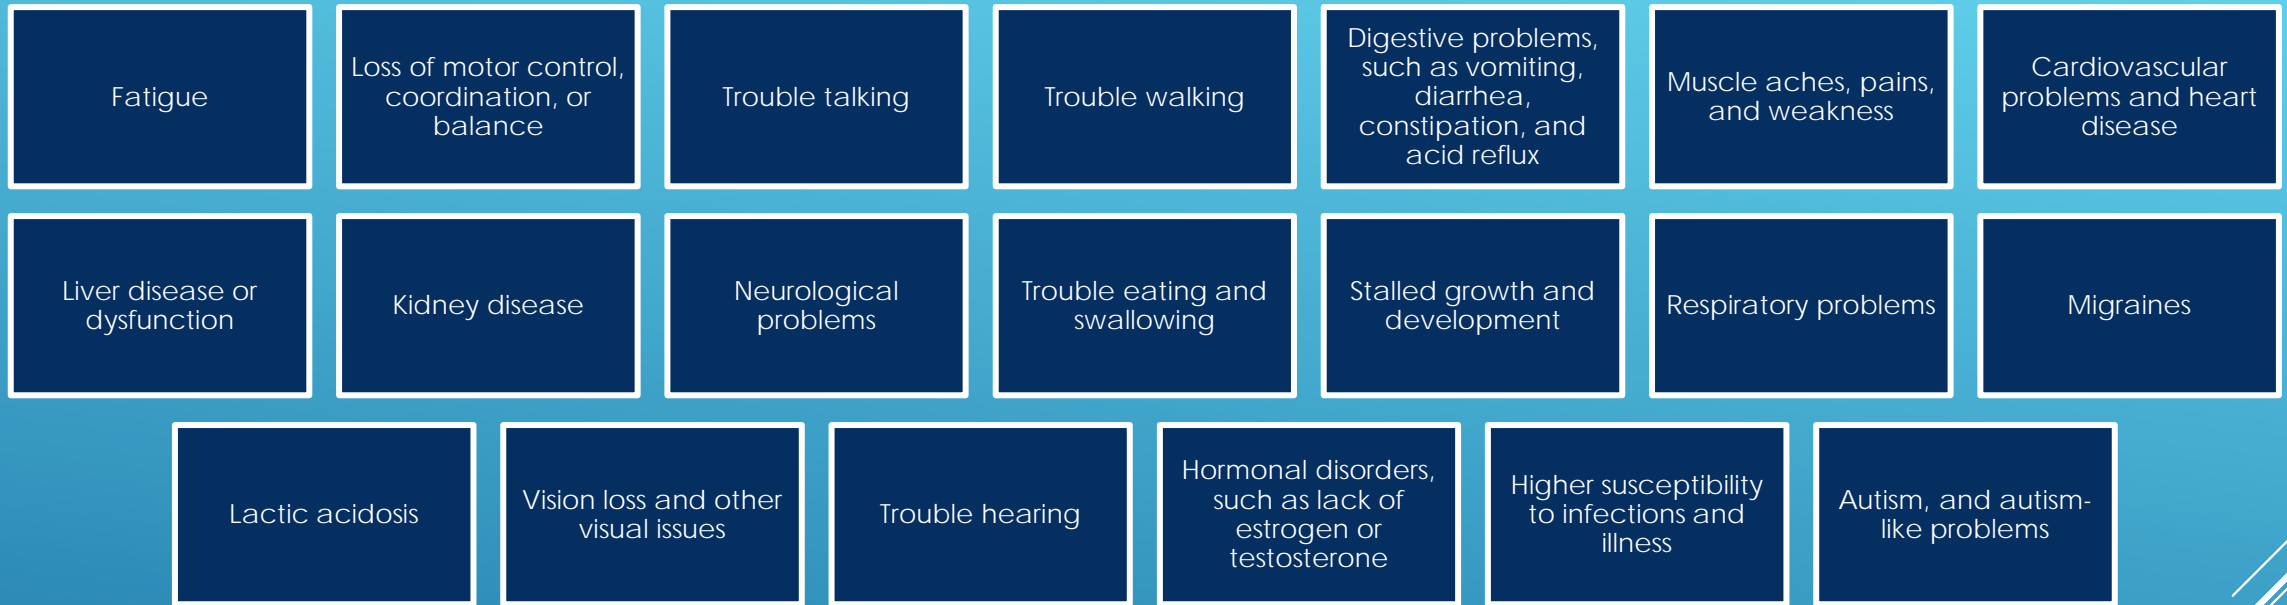 Fatigue
Loss of motor control,
coordination, or
balance
Trouble talking
Trouble walking
Digestive problems,
such as vomiting,
diarrhea,
constipation, and
acid reflux
Muscle aches, pains,
and weakness
Cardiovascular
problems and heart
disease
Liver disease or
dysfunction
Kidney disease
Neurological
problems
Trouble eating and
swallowing
Stalled growth and
development
Respiratory problems
Migraines
Lactic acidosis
Vision loss and other
visual issues
Trouble hearing
Hormonal disorders,
such as lack of
estrogen or
testosterone
Higher susceptibility
to infections and
illness
Autism, and autism-
like problems